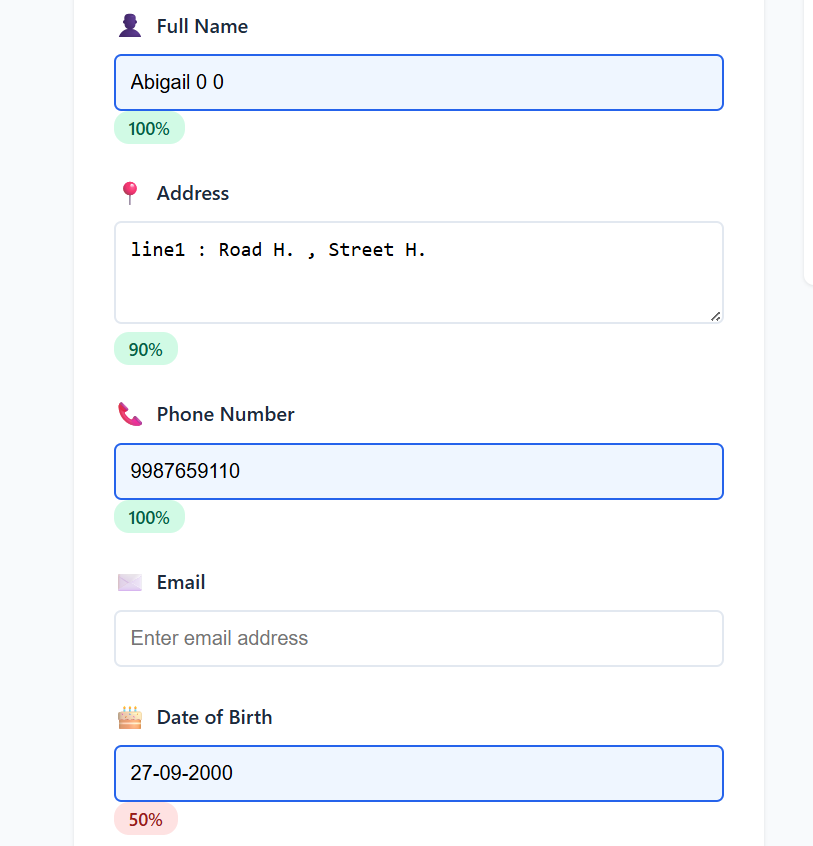 Full Name
Abigail 0 0
100%
Address
line1 : Road H. , Street H.
90%
Phone Number
9987659110
100%
Email
Enter email address
Date of Birth
27-09-2000
50%